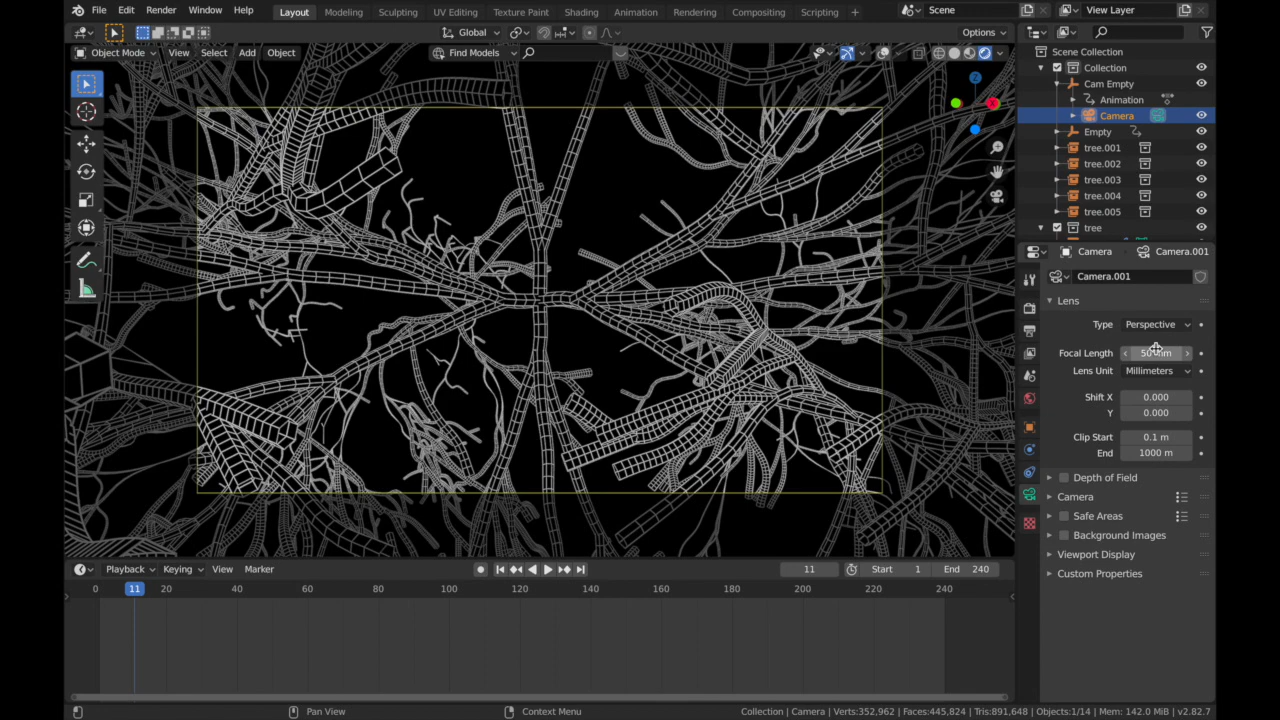 File Edit Render Window Help Layout Modeling Sculpting UV Editing Texture Paint Shading Animation Rendering Compositing Scripting + Scene View Layer
Global Options
Object Mode View Select Add Object Find Models
Scene Collection
Collection
Cam Empty
Animation
Camera
Empty
tree.001
tree.002
tree.003
tree.004
tree.005
tree
Z
X
Camera Camera.001
Camera.001
Lens
Type Perspective
Focal Length 50 mm
Lens Unit Millimeters
Shift X 0.000
Y 0.000
Clip Start 0.1 m
End 1000 m
Depth of Field
Camera
Safe Areas
Background Images
Viewport Display
Custom Properties
Playback Keying View Marker 11 Start 1 End 240
0 11 20 40 60 80 100 120 140 160 180 200 220 240
Pan View Context Menu Collection | Camera | Verts:352,962 | Faces:445,824 | Tris:891,648 | Objects:1/14 | Mem: 142.0 MiB | v2.82.7